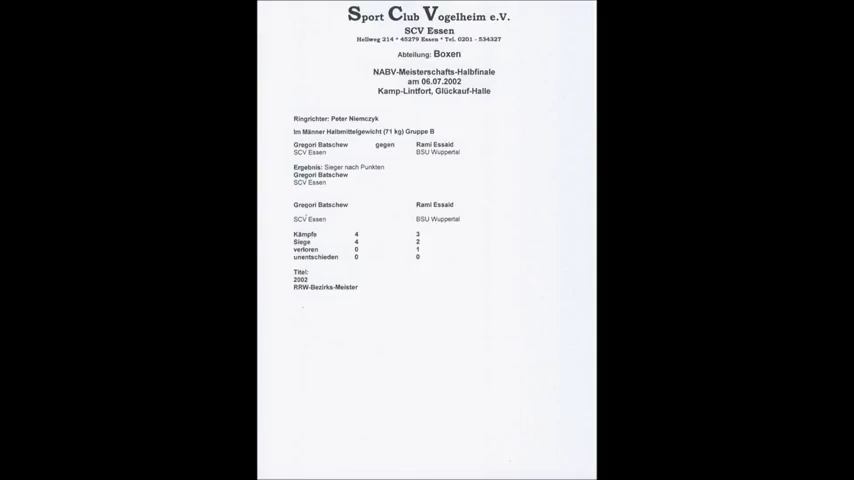 Sport Club Vogelheim e.V.
SCV Essen
Hellweg 214 * 45279 Essen * Tel. 0201 - 534327
Abteilung: Boxen
NABV-Meisterschafts-Halbfinale
am 06.07.2002
Kamp-Lintfort, Glückauf-Halle
Ringrichter: Peter Niemczyk
Im Männer Halbmittelgewicht (71 kg) Gruppe B
Gregori Batschew gegen Rami Essaid
SCV Essen BSU Wuppertal
Ergebnis: Sieger nach Punkten
Gregori Batschew
SCV Essen
Gregori Batschew Rami Essaid
SCV Essen BSU Wuppertal
Kämpfe 4 3
Siege 4 2
verloren 0 1
unentschieden 0 0
Titel:
2002
RRW-Bezirks-Meister